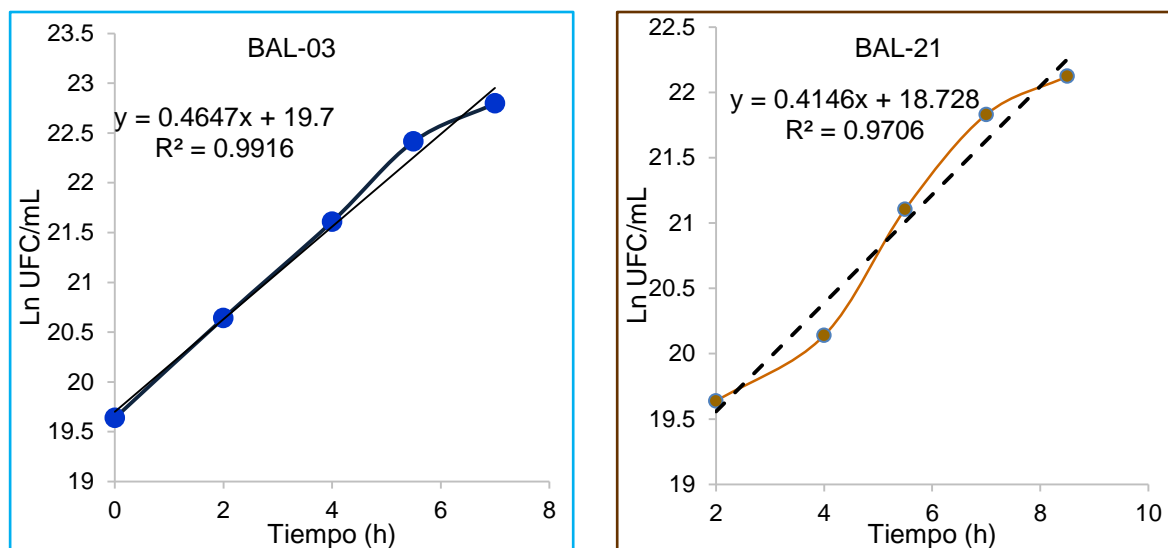 BAL-03
y = 0.4647x + 19.7
R² = 0.9916
Ln UFC/mL
23.5
23
22.5
22
21.5
21
20.5
20
19.5
19
0 2 4 6 8
Tiempo (h)
BAL-21
y = 0.4146x + 18.728
R² = 0.9706
Ln UFC/mL
22.5
22
21.5
21
20.5
20
19.5
19
2 4 6 8 10
Tiempo (h)